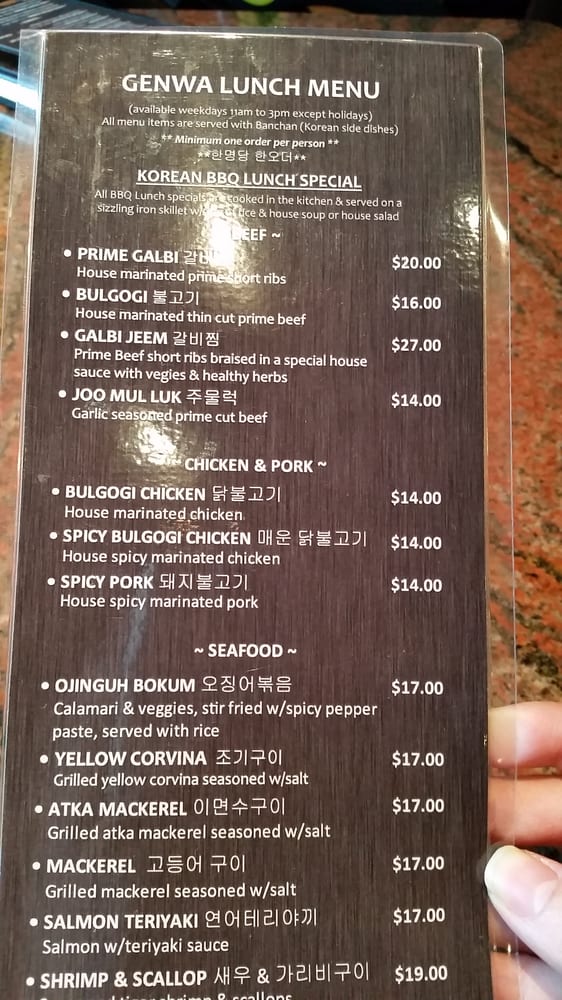 GENWA LUNCH MENU
(available weekdays 11am to 3pm except holidays)
All menu items are served with Banchan (Korean side dishes)
** Minimum one order per person **
**한명당 한오더**
KOREAN BBQ LUNCH SPECIAL
All BBQ Lunch specials are cooked in the kitchen & served on a
sizzling iron skillet rice & house soup or house salad
BEEF ~
• PRIME GALBI 갈비 $20.00
House marinated prime short ribs
• BULGOGI 불고기 $16.00
House marinated thin cut prime beef
• GALBI JEEM 갈비찜 $27.00
Prime Beef short ribs braised in a special house
sauce with vegies & healthy herbs
• JOO MUL LUK 주물럭 $14.00
Garlic seasoned prime cut beef
~ CHICKEN & PORK ~
• BULGOGI CHICKEN 닭불고기 $14.00
House marinated chicken
• SPICY BULGOGI CHICKEN 매운 닭불고기 $14.00
House spicy marinated chicken
• SPICY PORK 돼지불고기 $14.00
House spicy marinated pork
~ SEAFOOD ~
• OJINGUH BOKUM 오징어볶음 $17.00
Calamari & veggies, stir fried w/spicy pepper
paste, served with rice
• YELLOW CORVINA 조기구이 $17.00
Grilled yellow corvina seasoned w/salt
• ATKA MACKEREL 이면수구이 $17.00
Grilled atka mackerel seasoned w/salt
• MACKEREL 고등어 구이 $17.00
Grilled mackerel seasoned w/salt
• SALMON TERIYAKI 연어테리야끼 $17.00
Salmon w/teriyaki sauce
• SHRIMP & SCALLOP 새우 & 가리비구이 $19.00
tiger shrimp & scallops